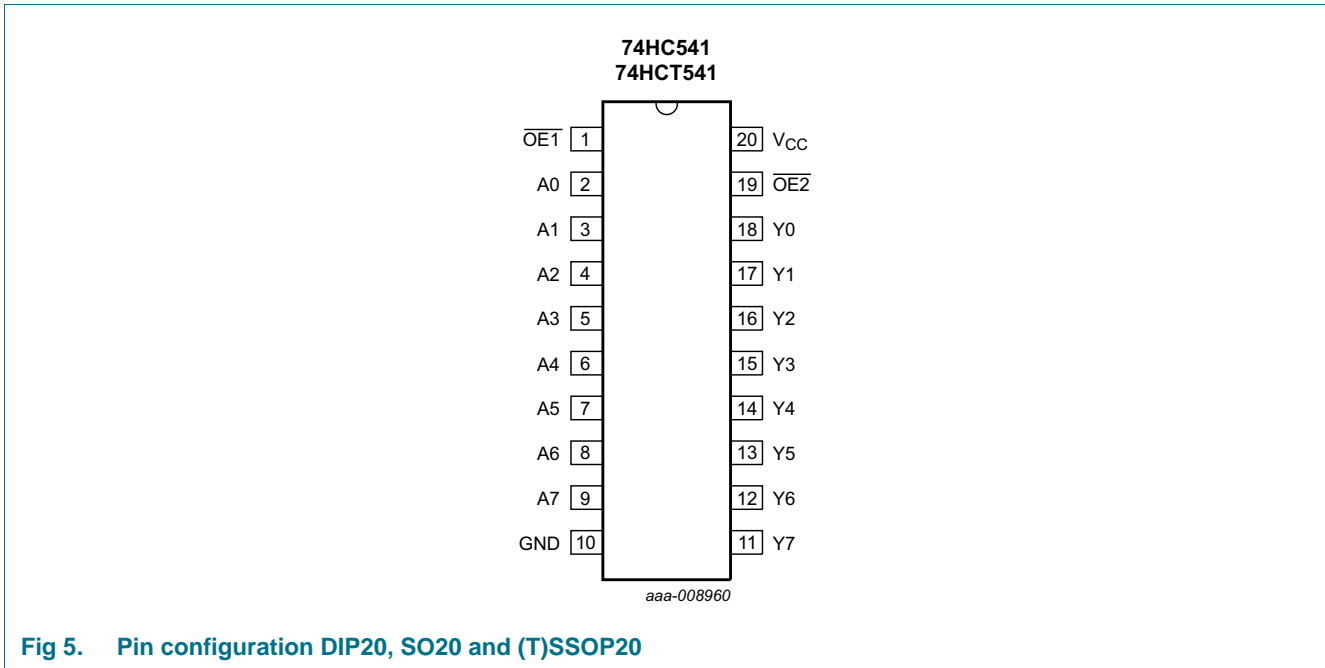 74HC541
74HCT541
OE1 1 20 VCC
A0 2 19 OE2
A1 3 18 Y0
A2 4 17 Y1
A3 5 16 Y2
A4 6 15 Y3
A5 7 14 Y4
A6 8 13 Y5
A7 9 12 Y6
GND 10 11 Y7
aaa-008960
Fig 5. Pin configuration DIP20, SO20 and (T)SSOP20